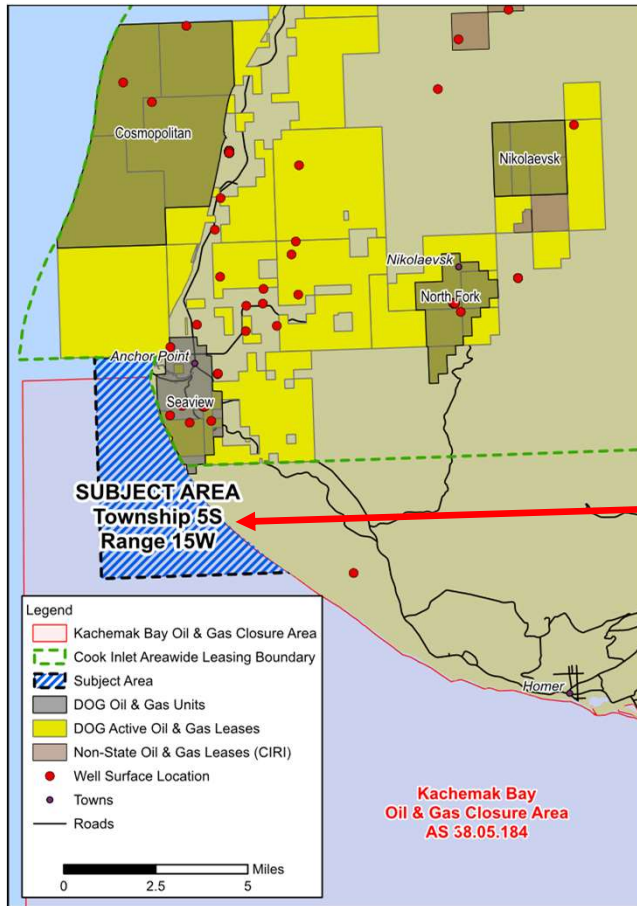 Cosmopolitan
Nikolaevsk
Nikolaevsk
North Fork
Anchor Point
Seaview
SUBJECT AREA
Township 5S
Range 15W
Legend
Kachemak Bay Oil & Gas Closure Area
Cook Inlet Areawide Leasing Boundary
Subject Area
DOG Oil & Gas Units
DOG Active Oil & Gas Leases
Non-State Oil & Gas Leases (CIRI)
Well Surface Location
Towns
Roads
Miles
0 2.5 5
Homer
Kachemak Bay
Oil & Gas Closure Area
AS 38.05.184